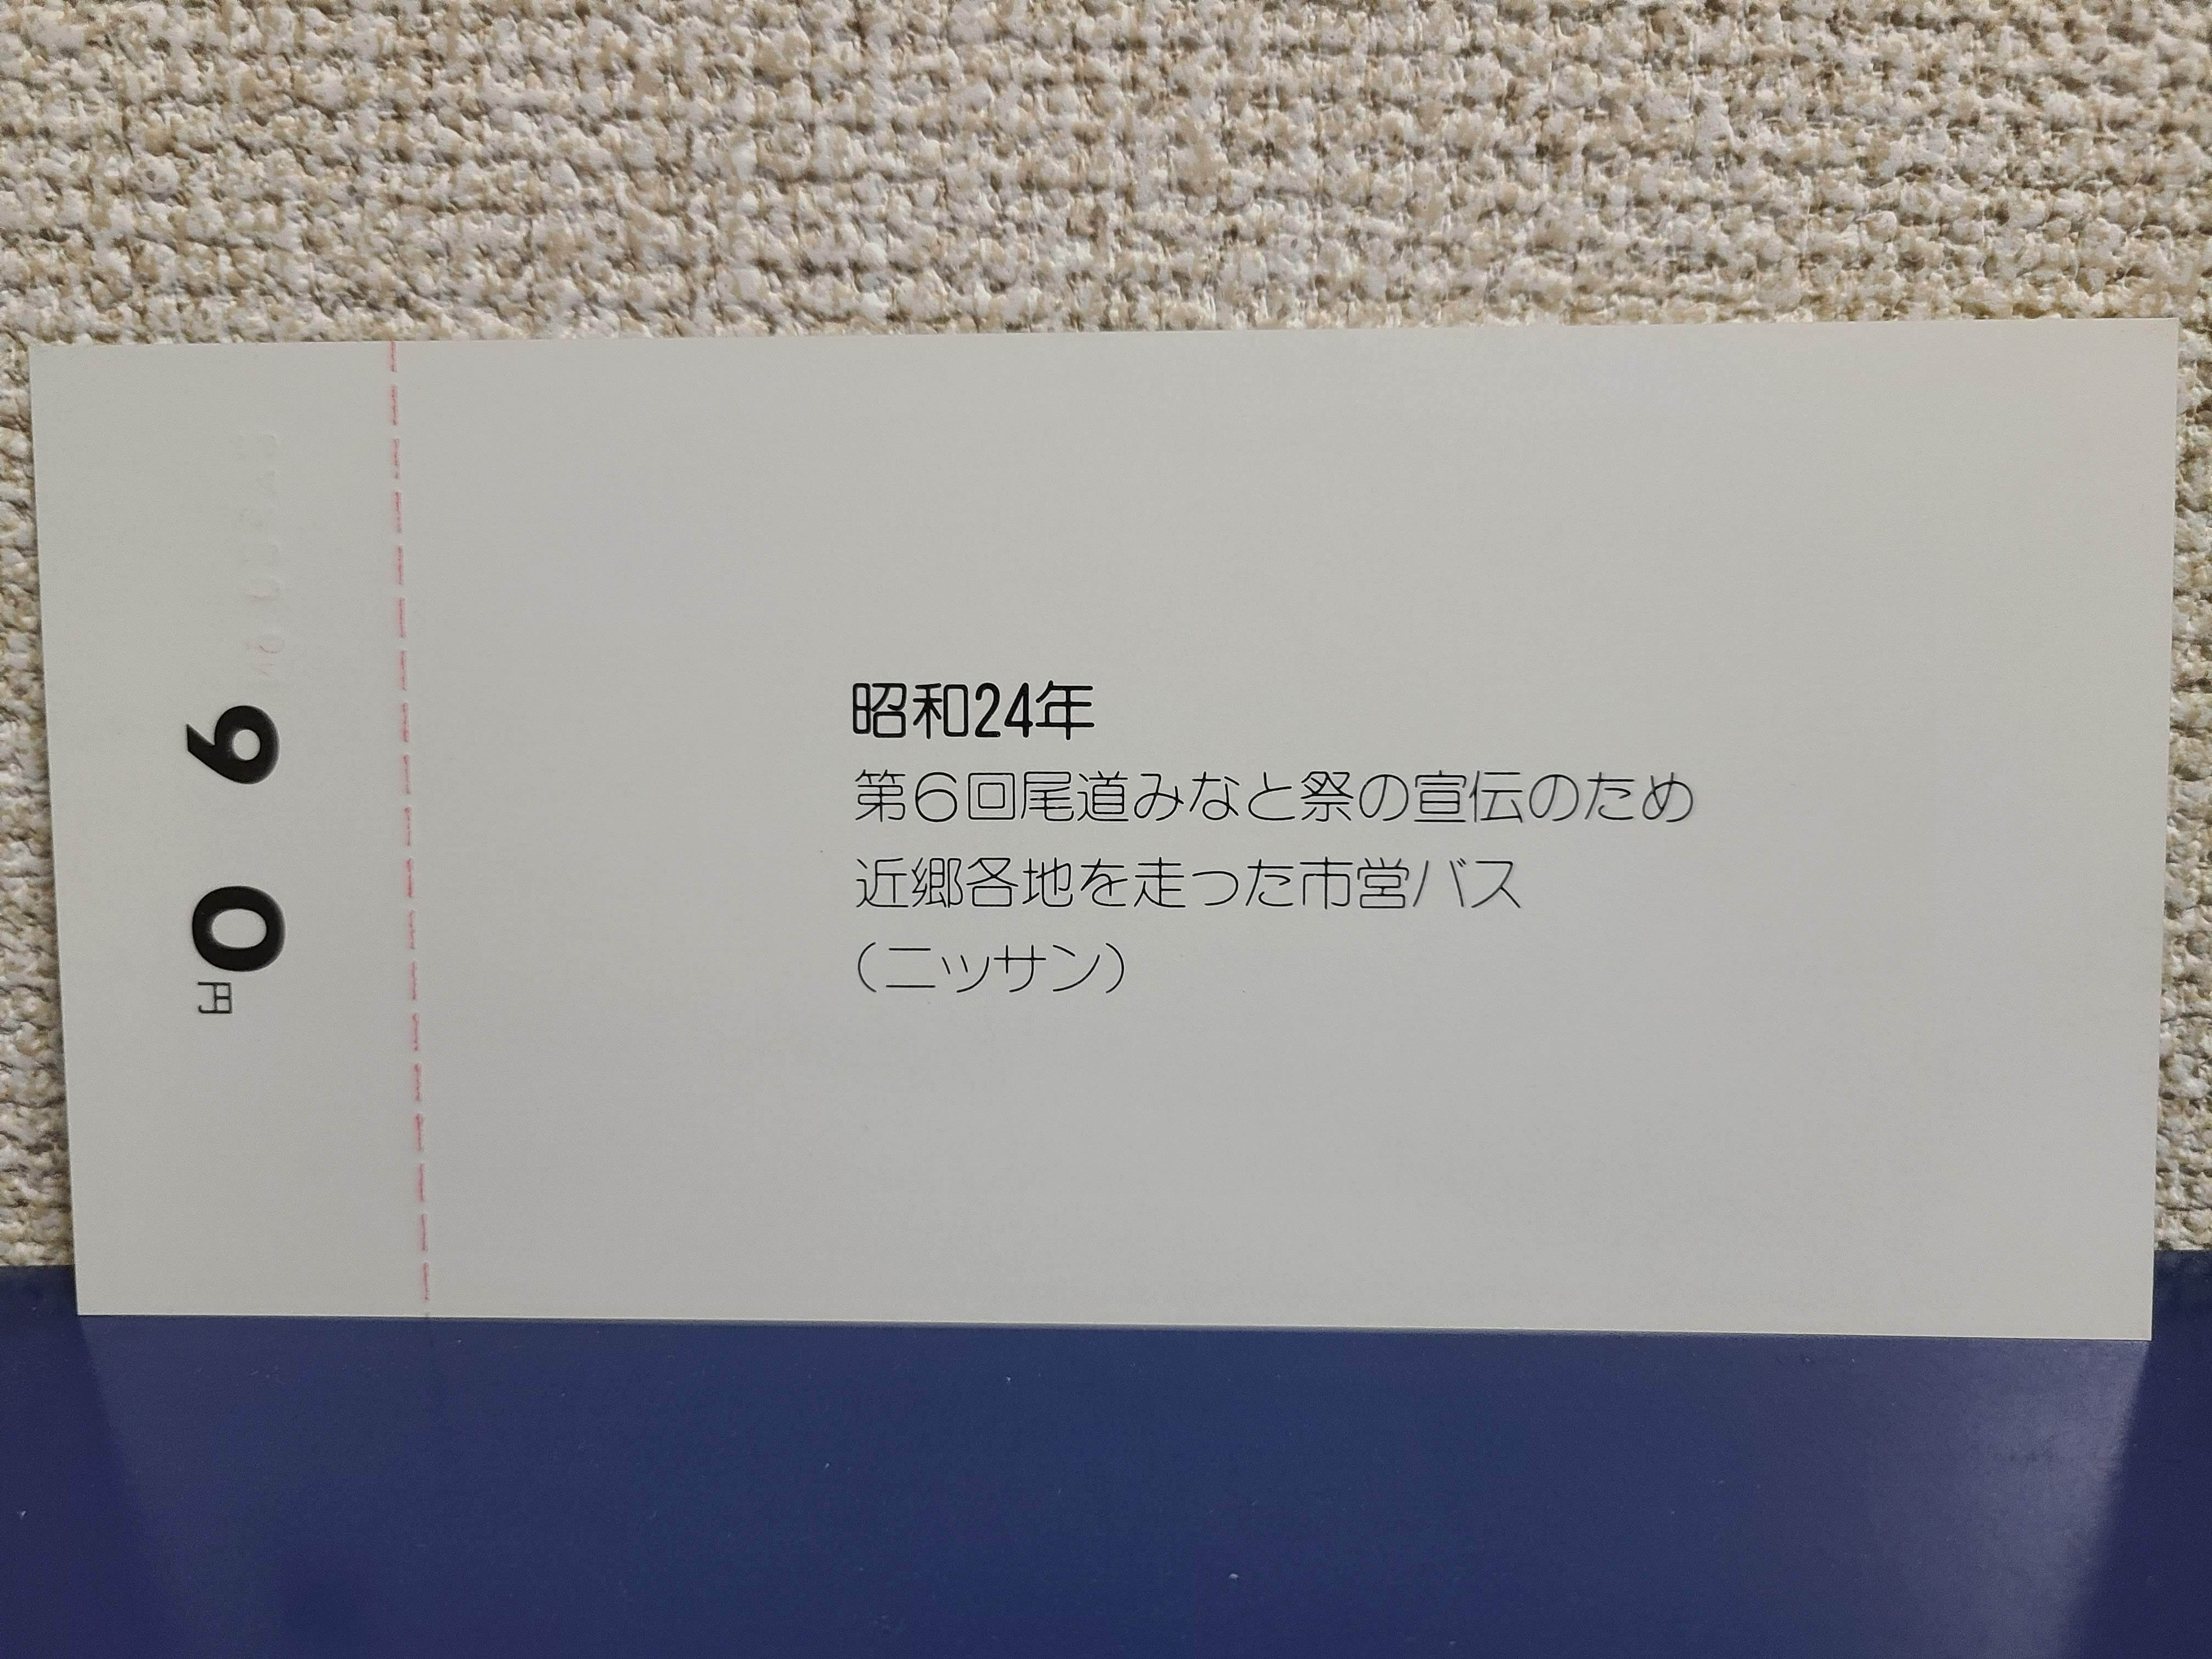 90円
昭和24年
第6回尾道みなと祭の宣伝のため
近郷各地を走った市営バス
（ニッサン）